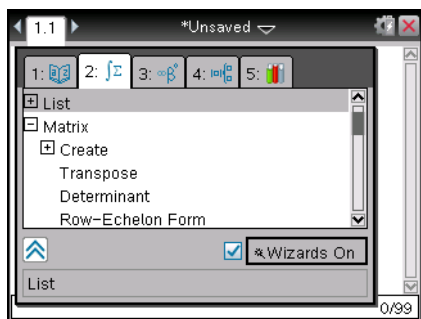 1.1 *Unsaved
1: 2: ∫Σ 3: ∞β° 4: 5:
List
Matrix
Create
Transpose
Determinant
Row-Echelon Form
Wizards On
List
0/99